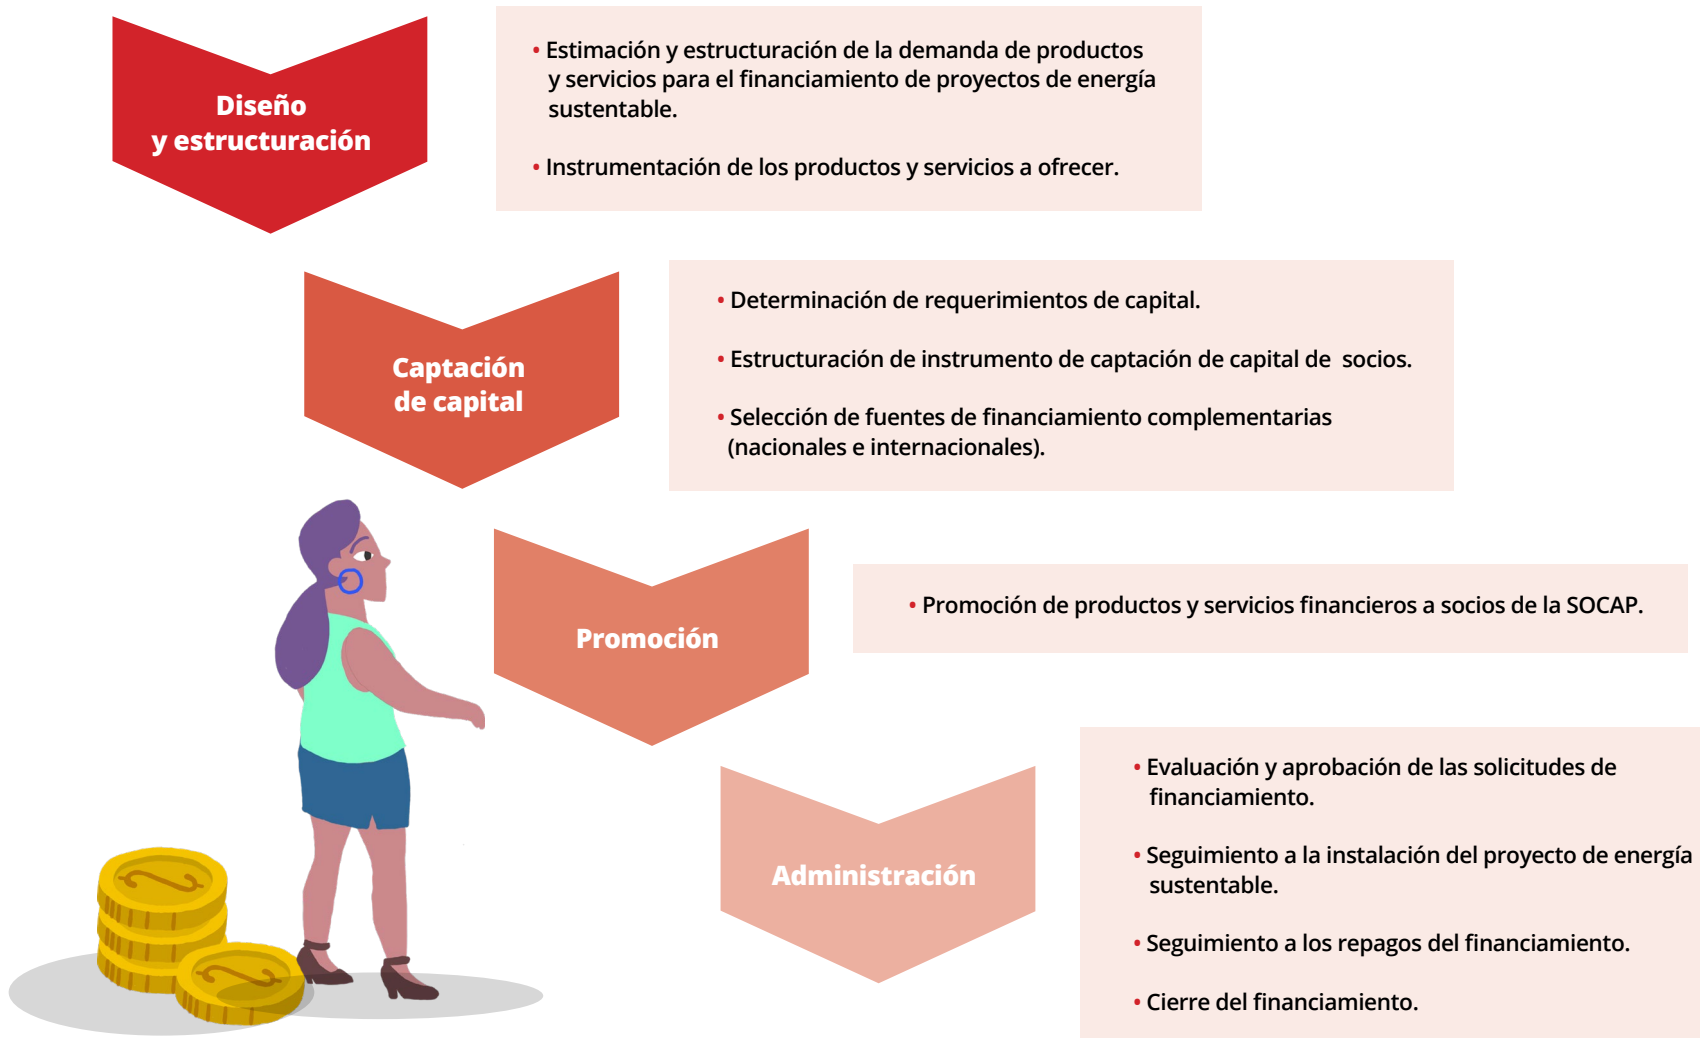 Diseño
y estructuración
• Estimación y estructuración de la demanda de productos
y servicios para el financiamiento de proyectos de energía
sustentable.
• Instrumentación de los productos y servicios a ofrecer.
Captación
de capital
• Determinación de requerimientos de capital.
• Estructuración de instrumento de captación de capital de socios.
• Selección de fuentes de financiamiento complementarias
(nacionales e internacionales).
Promoción
• Promoción de productos y servicios financieros a socios de la SOCAP.
Administración
• Evaluación y aprobación de las solicitudes de
financiamiento.
• Seguimiento a la instalación del proyecto de energía
sustentable.
• Seguimiento a los repagos del financiamiento.
• Cierre del financiamiento.